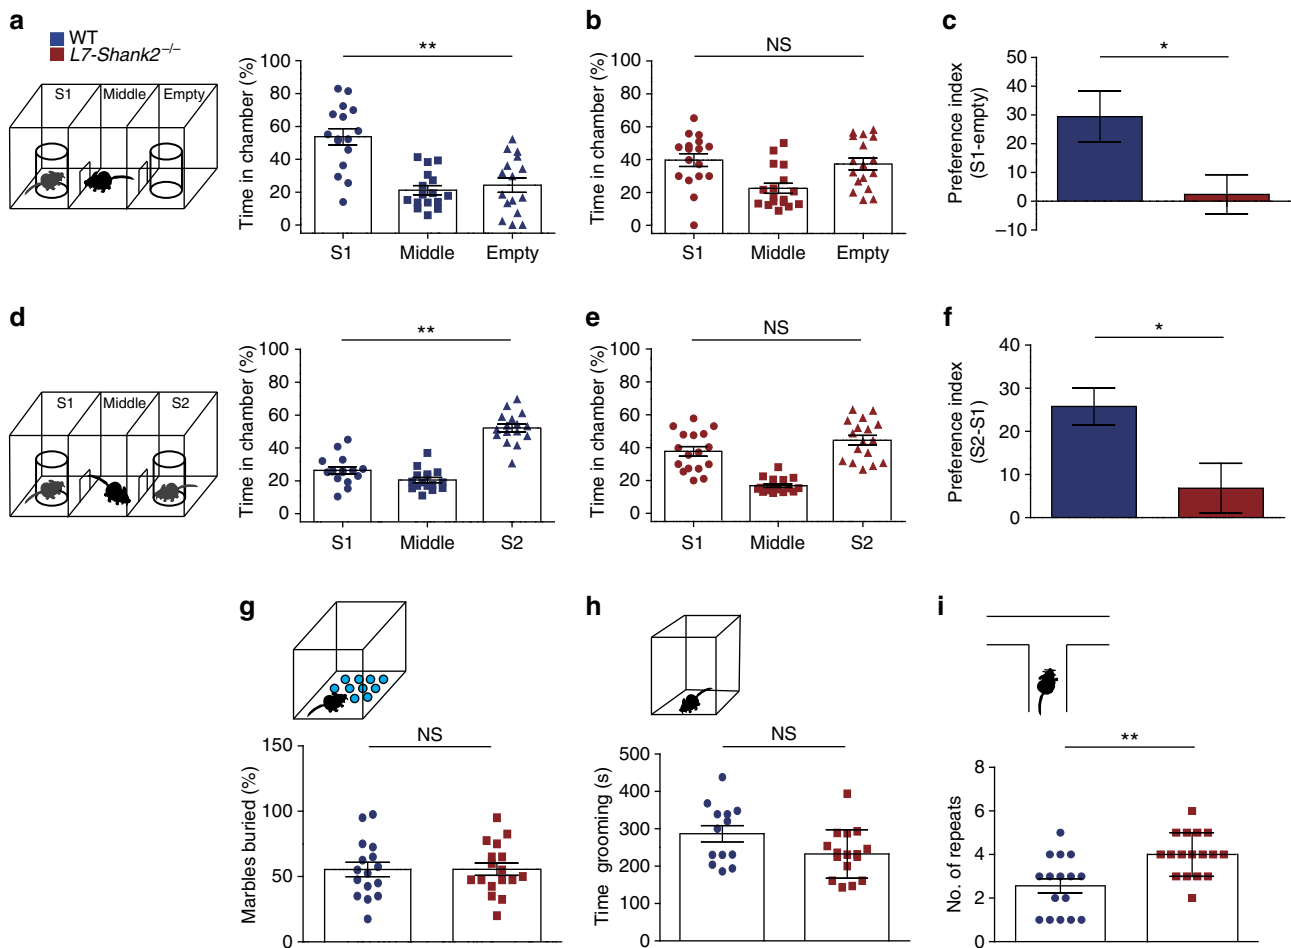 a
WT
L7-Shank2−/−
S1 Middle Empty
**
Time in chamber (%)
100
80
60
40
20
0
S1 Middle Empty
b
NS
Time in chamber (%)
100
80
60
40
20
0
S1 Middle Empty
c
*
Preference index
(S1-empty)
50
40
30
20
10
0
−10
d
S1 Middle S2
**
Time in chamber (%)
100
80
60
40
20
0
S1 Middle S2
e
NS
Time in chamber (%)
100
80
60
40
20
0
S1 Middle S2
f
*
Preference index
(S2-S1)
40
30
20
10
0
g
NS
Marbles buried (%)
150
100
50
0
h
NS
Time grooming (s)
500
400
300
200
100
0
i
**
No. of repeats
8
6
4
2
0